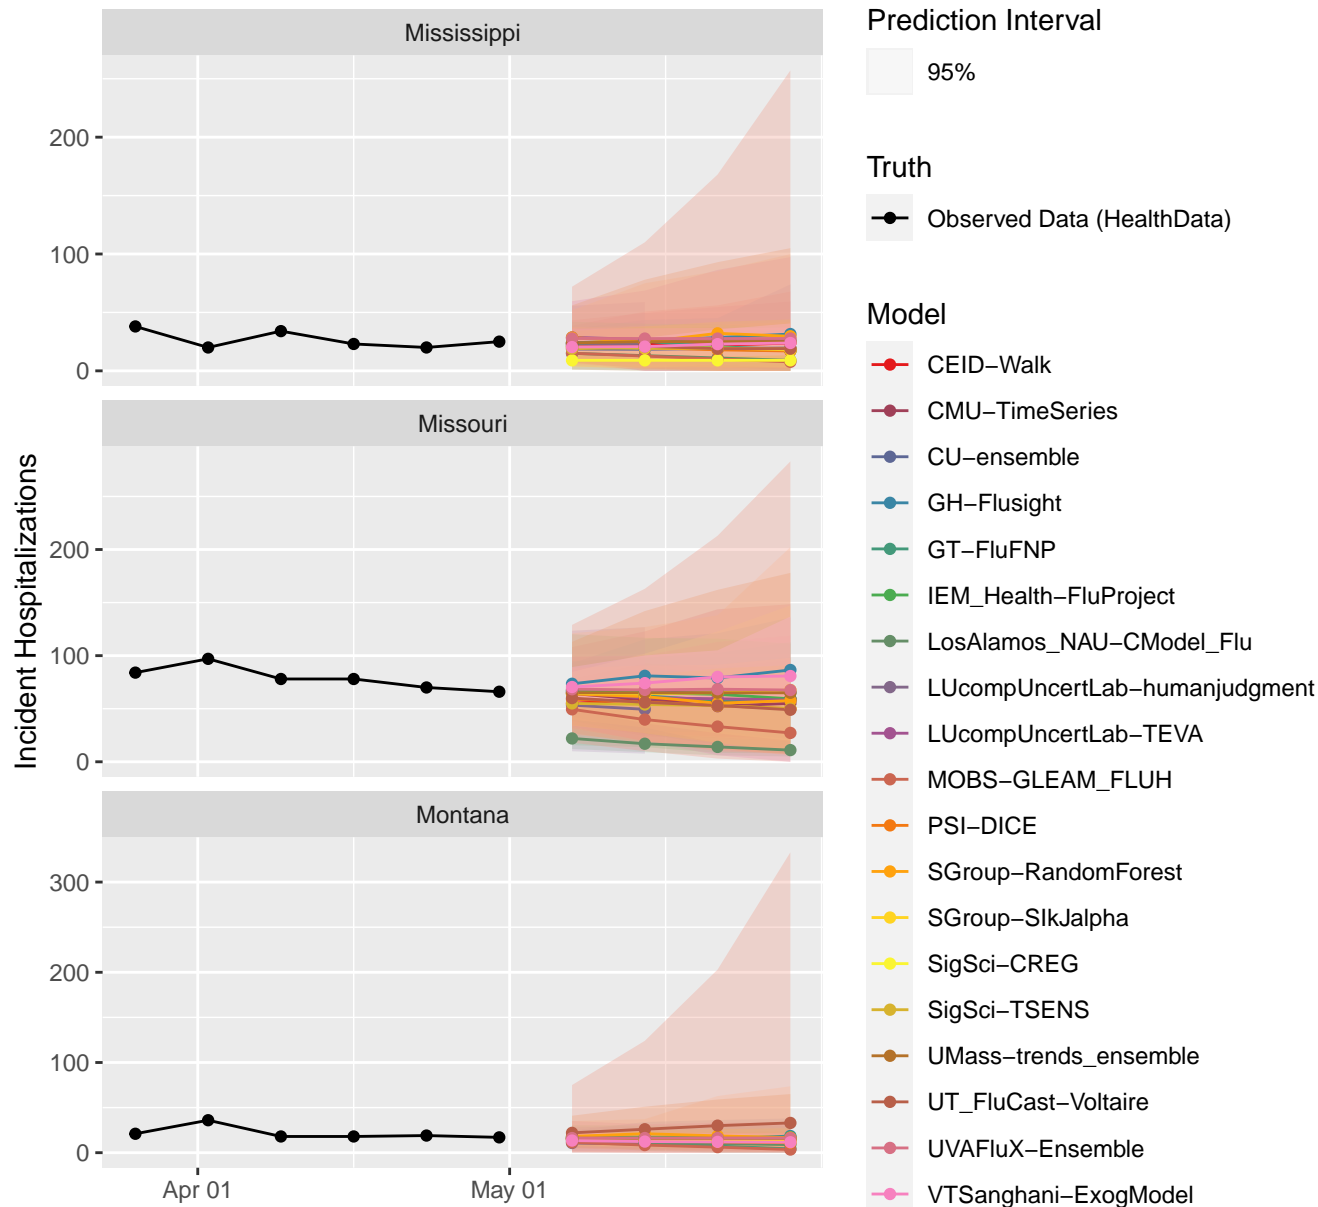 Mississippi
200
100
0
Missouri
200
100
0
Montana
300
200
100
0
Apr 01
May 01
Incident Hospitalizations
Prediction Interval
95%
Truth
Observed Data (HealthData)
Model
CEID−Walk
CMU−TimeSeries
CU−ensemble
GH−Flusight
GT−FluFNP
IEM_Health−FluProject
LosAlamos_NAU−CModel_Flu
LUcompUncertLab−humanjudgment
LUcompUncertLab−TEVA
MOBS−GLEAM_FLUH
PSI−DICE
SGroup−RandomForest
SGroup−SIkJalpha
SigSci−CREG
SigSci−TSENS
UMass−trends_ensemble
UT_FluCast−Voltaire
UVAFluX−Ensemble
VTSanghani−ExogModel